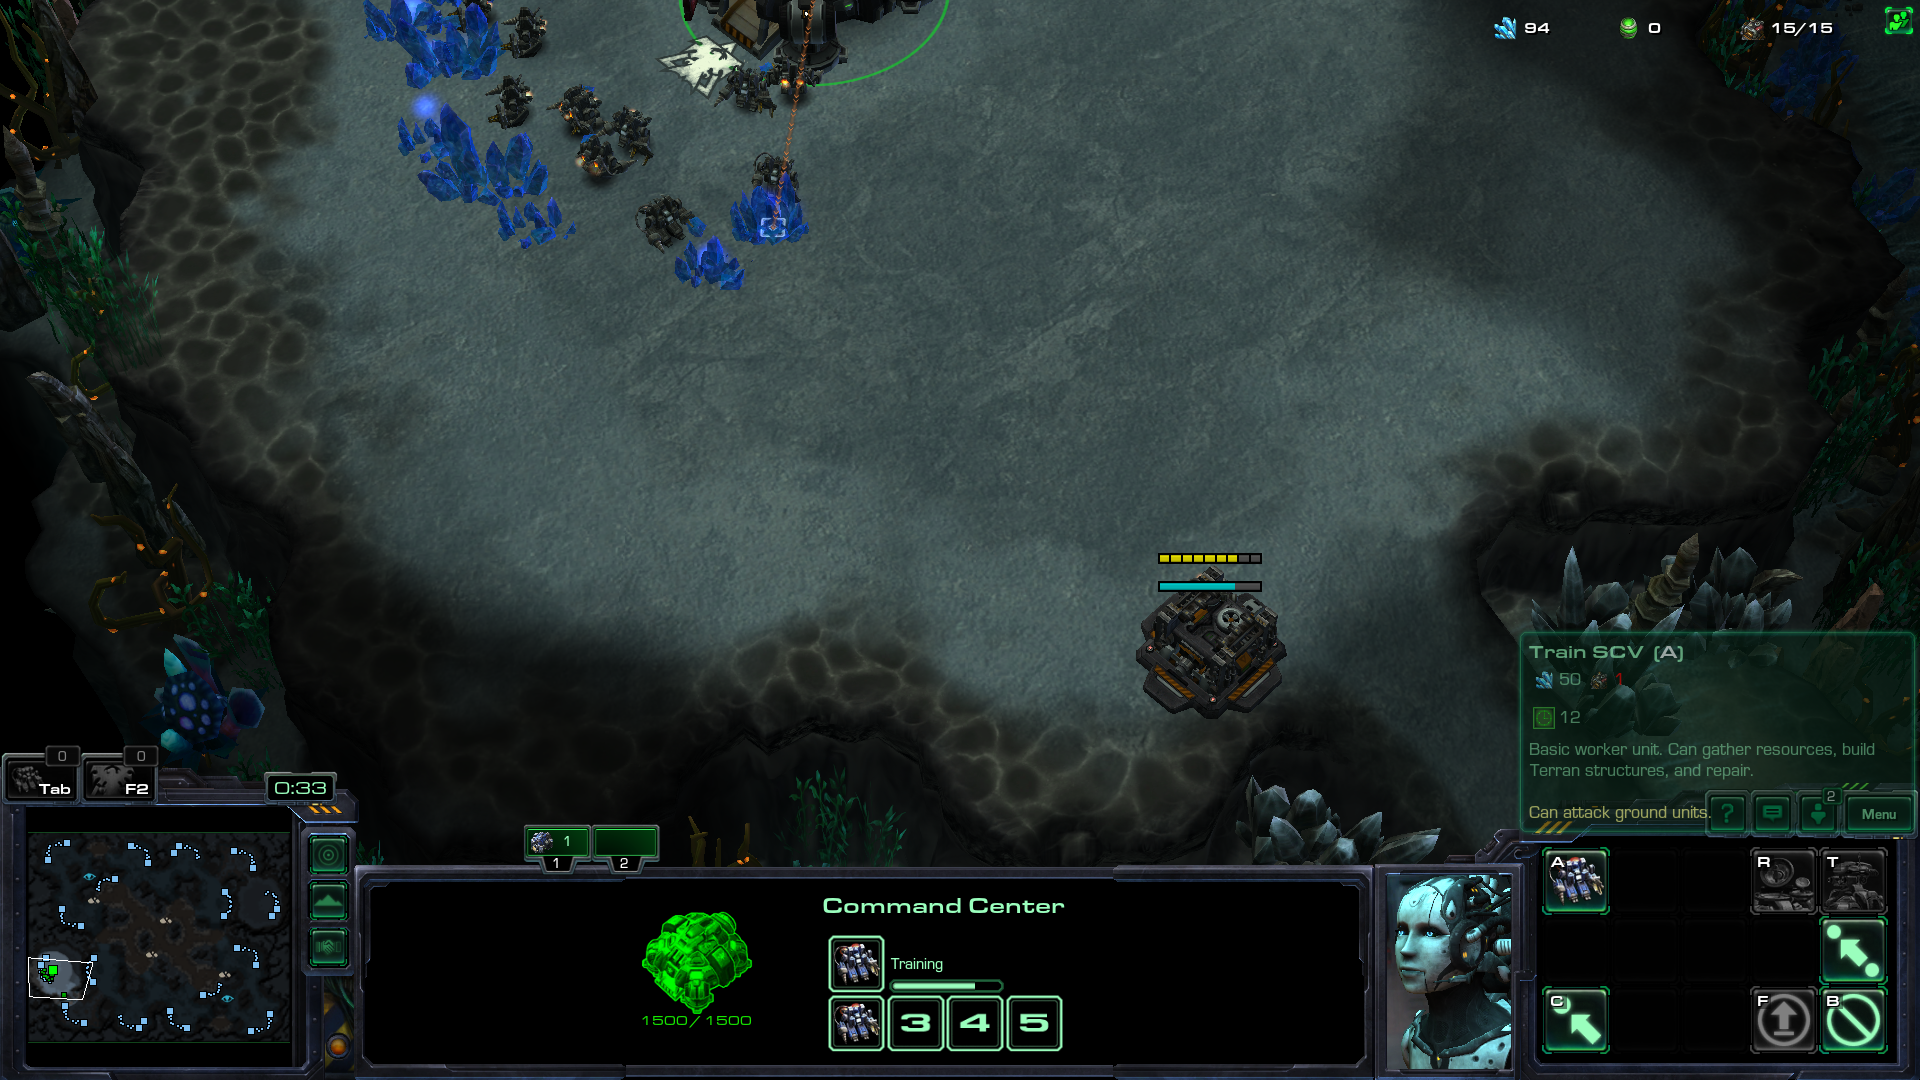 94
0
15/15
Train SCV (A)
50 1
12
Basic worker unit. Can gather resources, build
Terran structures, and repair.
Can attack ground units.
?
2
Menu
0
0
Tab
F2
0:33
1
1
2
Command Center
Training
1500/1500
3
4
5
A
R
T
C
F
B